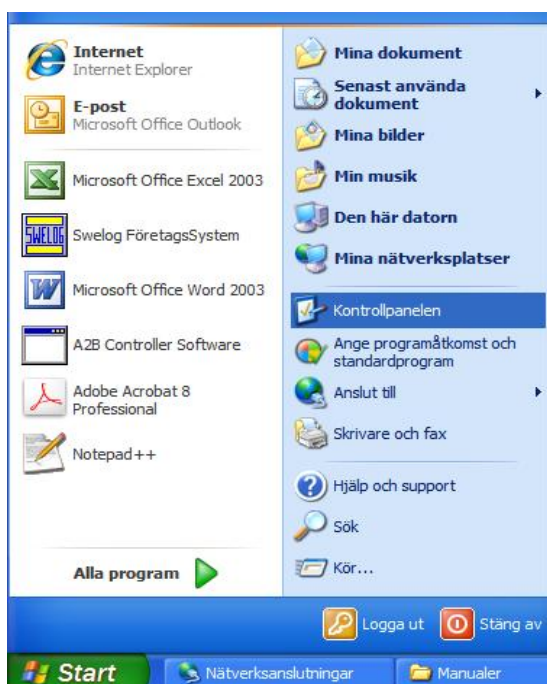 Internet
Internet Explorer
E-post
Microsoft Office Outlook
Microsoft Office Excel 2003
SWELOG
Swelog FöretagsSystem
Microsoft Office Word 2003
A2B Controller Software
Adobe Acrobat 8
Professional
Notepad++
Alla program
Mina dokument
Senast använda
dokument
Mina bilder
Min musik
Den här datorn
Mina nätverksplatser
Kontrollpanelen
Ange programåtkomst och
standardprogram
Anslut till
Skrivare och fax
Hjälp och support
Sök
Kör...
Logga ut
Stäng av
Start
Nätverksanslutningar
Manualer